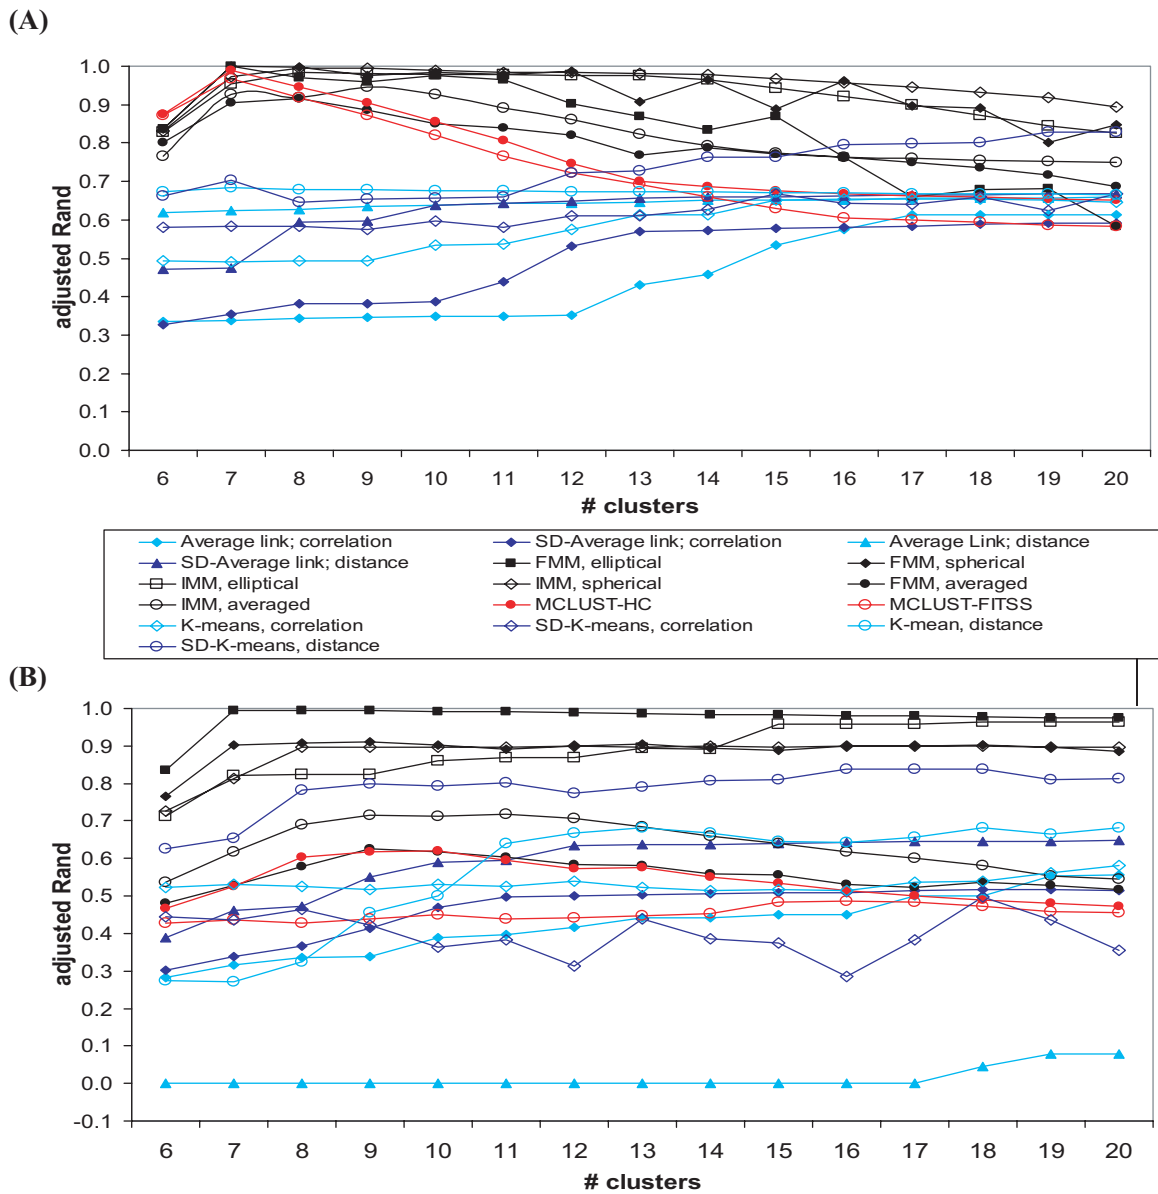 (A)
adjusted Rand
1.0
0.9
0.8
0.7
0.6
0.5
0.4
0.3
0.2
0.1
0.0
6 7 8 9 10 11 12 13 14 15 16 17 18 19 20
# clusters
Average link; correlation SD-Average link; correlation Average Link; distance
SD-Average link; distance FMM, elliptical FMM, spherical
IMM, elliptical IMM, spherical FMM, averaged
IMM, averaged MCLUST-HC MCLUST-FITSS
K-means, correlation SD-K-means, correlation K-mean, distance
SD-K-means, distance
(B)
adjusted Rand
1.0
0.9
0.8
0.7
0.6
0.5
0.4
0.3
0.2
0.1
0.0
-0.1
6 7 8 9 10 11 12 13 14 15 16 17 18 19 20
# clusters